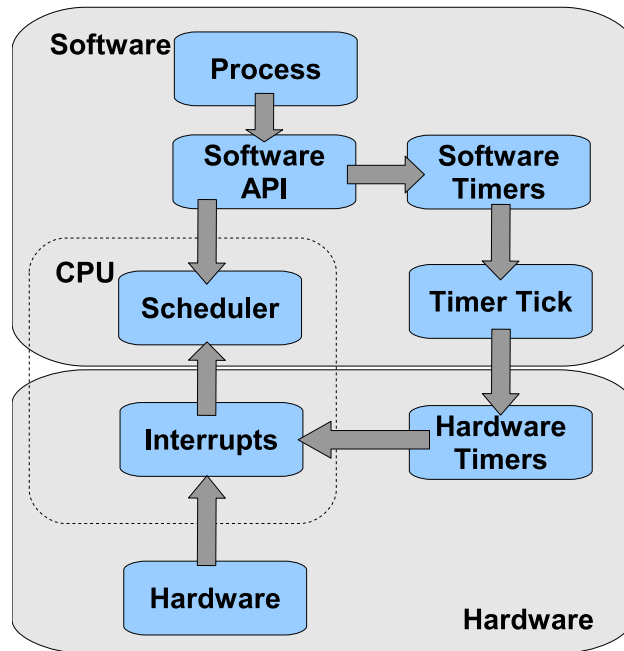 Software
Process
Software
API
Software
Timers
CPU
Scheduler
Timer Tick
Interrupts
Hardware
Timers
Hardware
Hardware